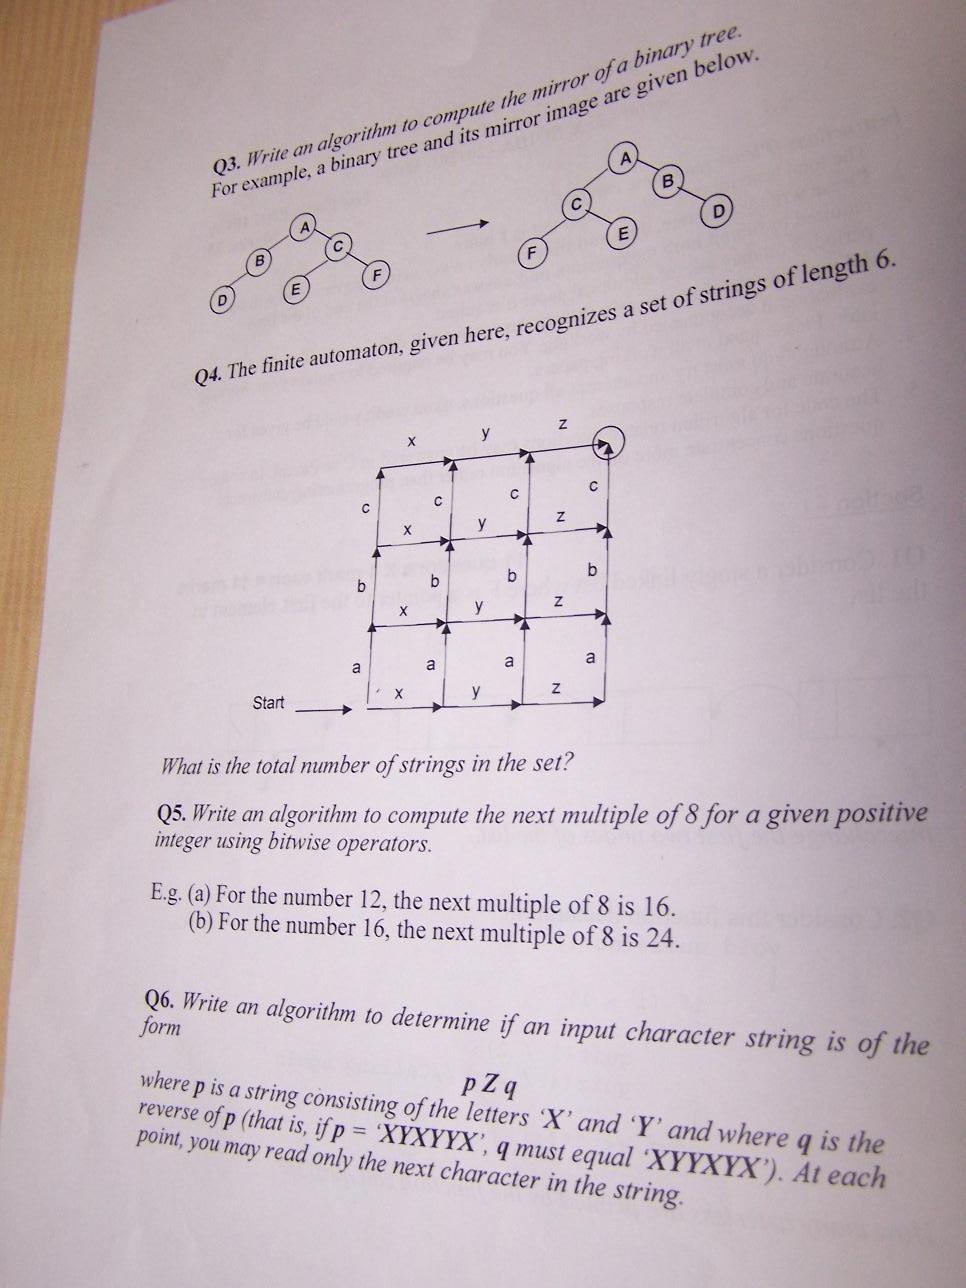 Q3. Write an algorithm to compute the mirror of a binary tree.
For example, a binary tree and its mirror image are given below.
A
B C
D E F
A
C B
F E D
Q4. The finite automaton, given here, recognizes a set of strings of length 6.
x y z
c c c c
x y z
b b b b
x y z
a a a a
Start x y z
What is the total number of strings in the set?
Q5. Write an algorithm to compute the next multiple of 8 for a given positive
integer using bitwise operators.
E.g. (a) For the number 12, the next multiple of 8 is 16.
(b) For the number 16, the next multiple of 8 is 24.
Q6. Write an algorithm to determine if an input character string is of the
form
p Z q
where p is a string consisting of the letters ‘X’ and ‘Y’ and where q is the
reverse of p (that is, if p = ‘XYXYYX’, q must equal ‘XYYXYX’). At each
point, you may read only the next character in the string.